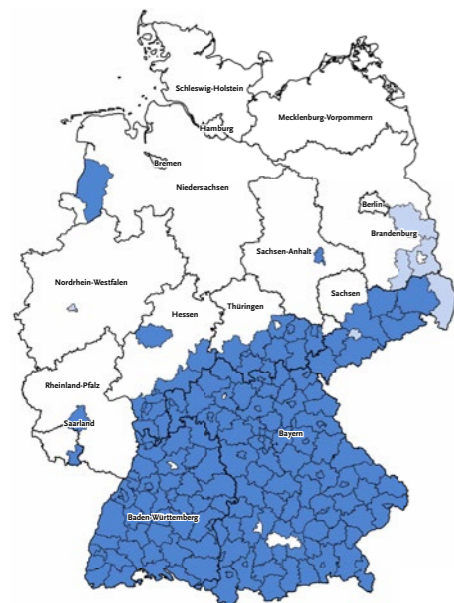 Schleswig-Holstein
Mecklenburg-Vorpommern
Hamburg
Bremen
Niedersachsen
Berlin
Brandenburg
Sachsen-Anhalt
Nordrhein-Westfalen
Hessen
Thüringen
Sachsen
Rheinland-Pfalz
Saarland
Bayern
Baden-Württemberg